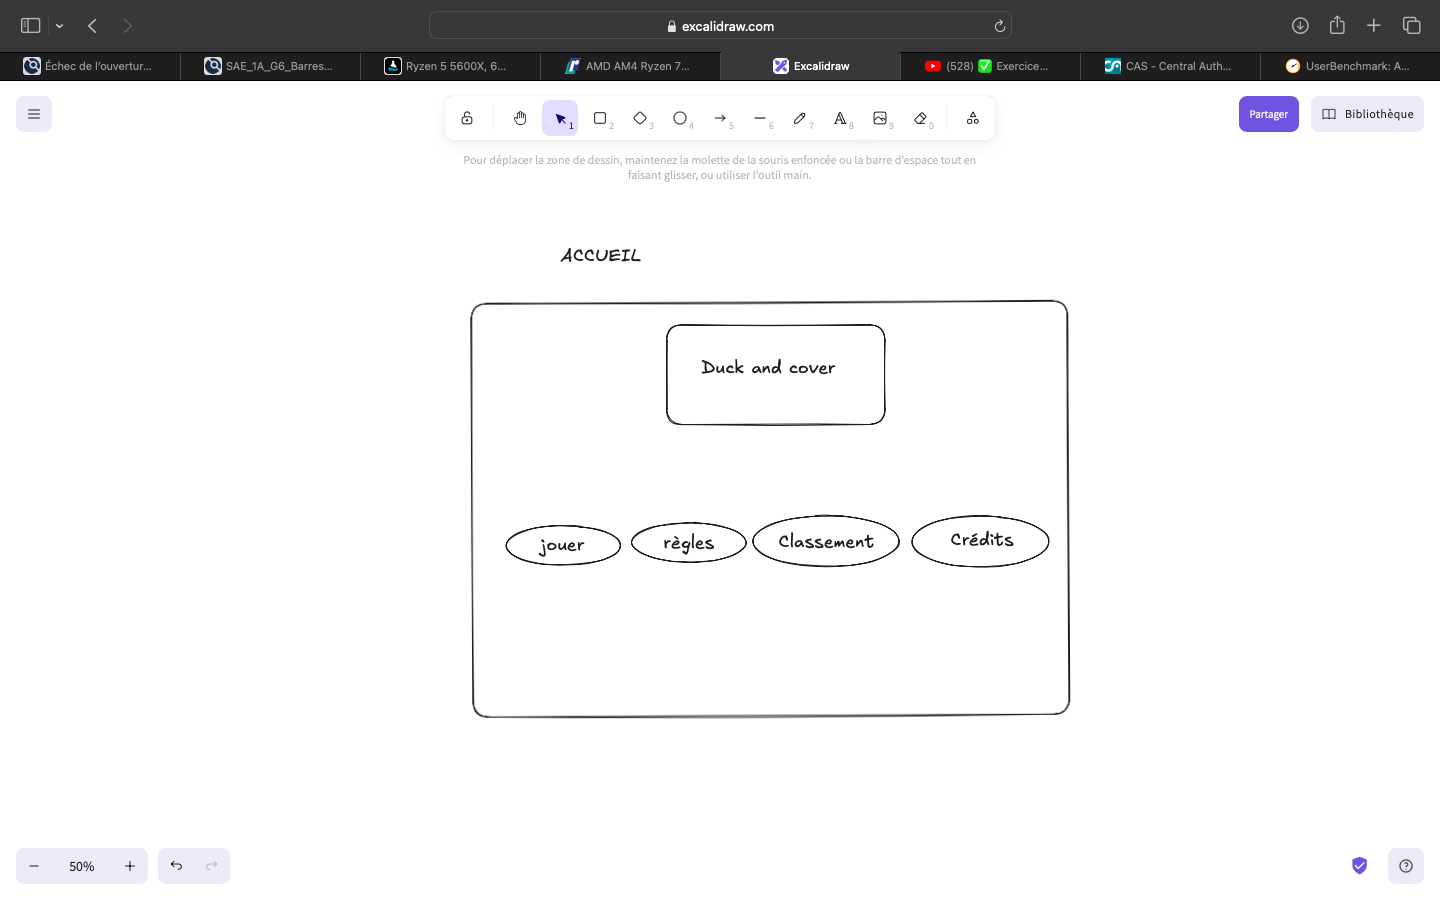 excalidraw.com
Échec de l'ouvertur...
SAE_1A_G6_Barres...
Ryzen 5 5600X, 6...
AMD AM4 Ryzen 7...
Excalidraw
(528) ✅ Exercice...
CAS - Central Auth...
UserBenchmark: A...
1
2
3
4
5
6
7
8
9
0
Partager
Bibliothèque
Pour déplacer la zone de dessin, maintenez la molette de la souris enfoncée ou la barre d'espace tout en
faisant glisser, ou utiliser l'outil main.
ACCUEIL
Duck and cover
jouer
règles
Classement
Crédits
50%